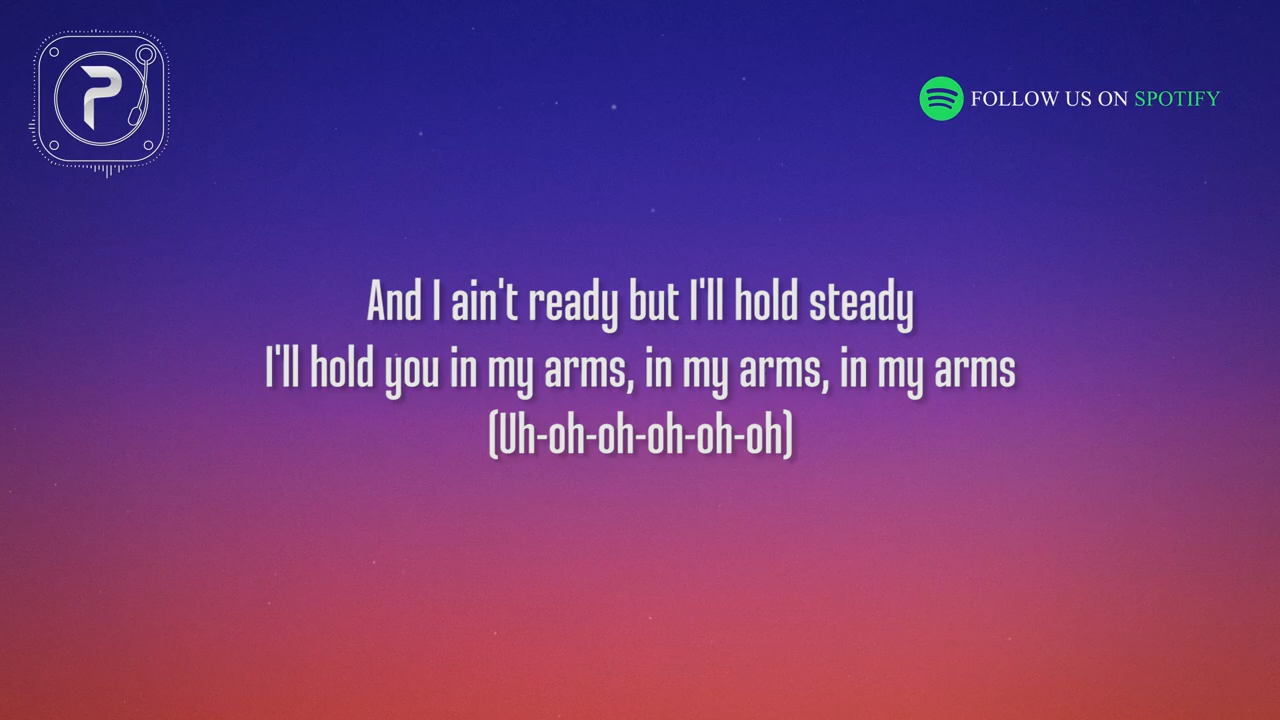 FOLLOW US ON SPOTIFY
And I ain't ready but I'll hold steady
I'll hold you in my arms, in my arms, in my arms
(Uh-oh-oh-oh-oh-oh)